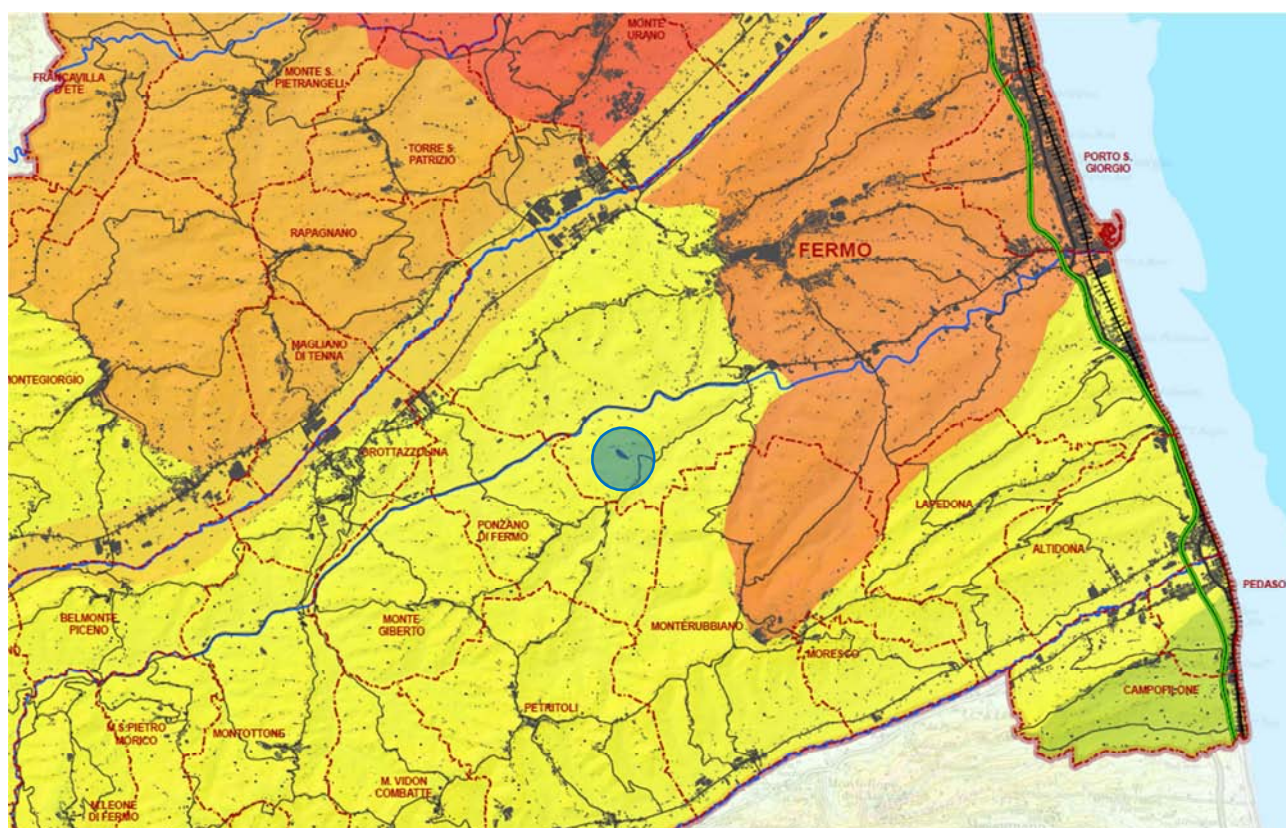 MONTE
URANO
FRANCAVILLA
D'ETE
MONTE S.
PIETRANGELI
TORRE S.
PATRIZIO
PORTO S.
GIORGIO
RAPAGNANO
FERMO
MAGLIANO
DI TENNA
MONTEGIORGIO
GROTTAZZOLINA
PONZANO
DI FERMO
LAPEDONA
ALTIDONA
PEDASO
BELMONTE
PICENO
MONTE
GIBERTO
MONTERUBBIANO
MORESCO
CAMPOFILONE
PETRITOLI
M.S.PIETRO
MORICO
MONTOTTONE
M. VIDON
COMBATTE
M.LEONE
DI FERMO